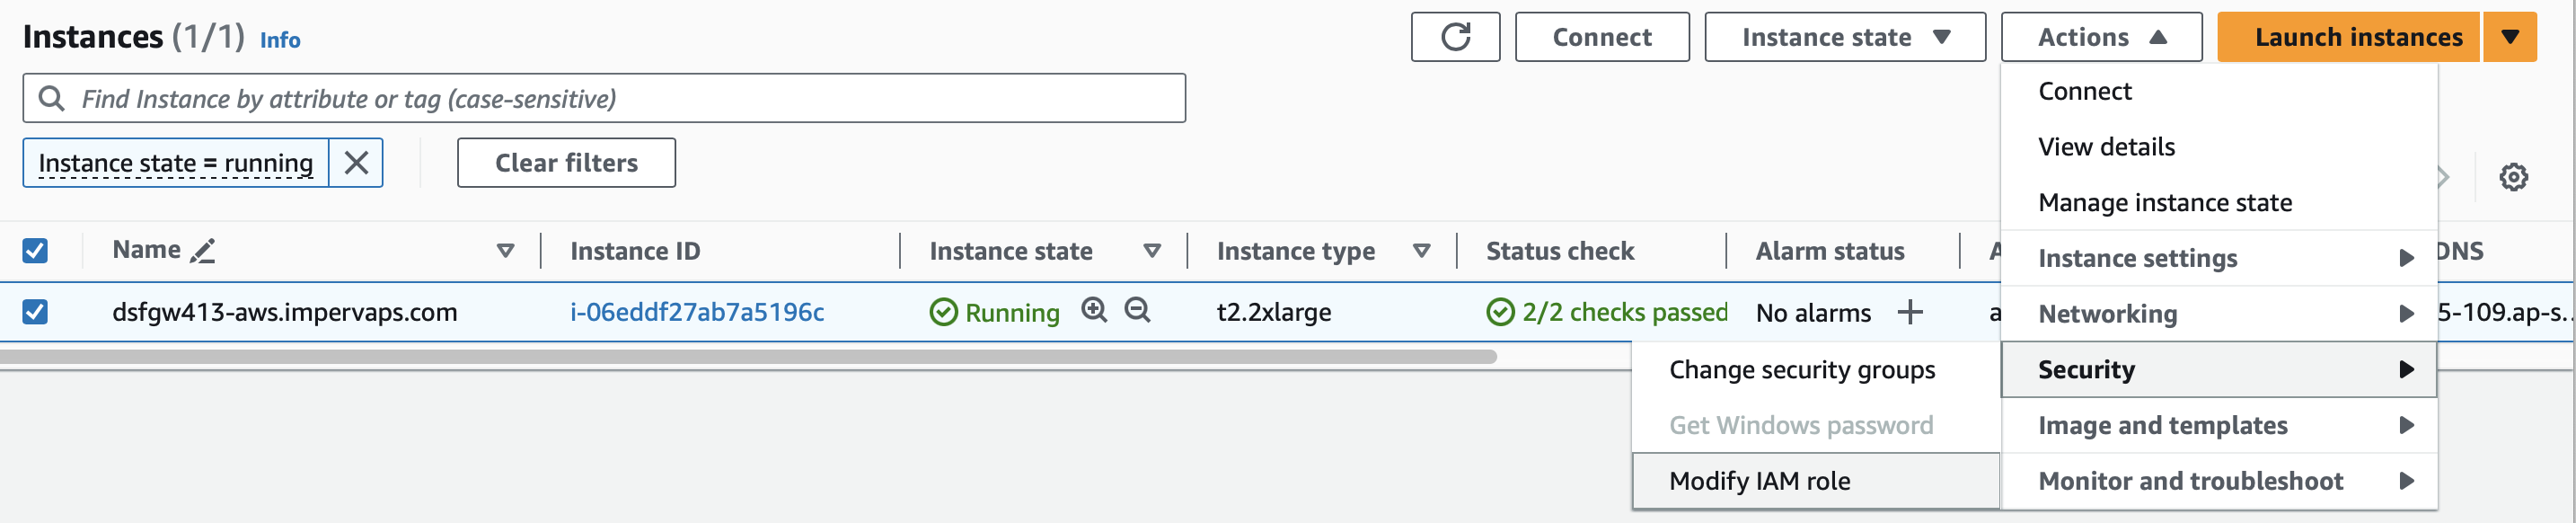 Instances (1/1) Info
Connect
Instance state
Actions
Launch instances
Find Instance by attribute or tag (case-sensitive)
Instance state = running
Clear filters
Connect
View details
Manage instance state
Instance settings
Networking
Security
Image and templates
Monitor and troubleshoot
Name Instance ID Instance state Instance type Status check Alarm status A DNS
dsfgw413-aws.impervaps.com i-06eddf27ab7a5196c Running t2.2xlarge 2/2 checks passed No alarms a 5-109.ap-s...
Change security groups
Get Windows password
Modify IAM role